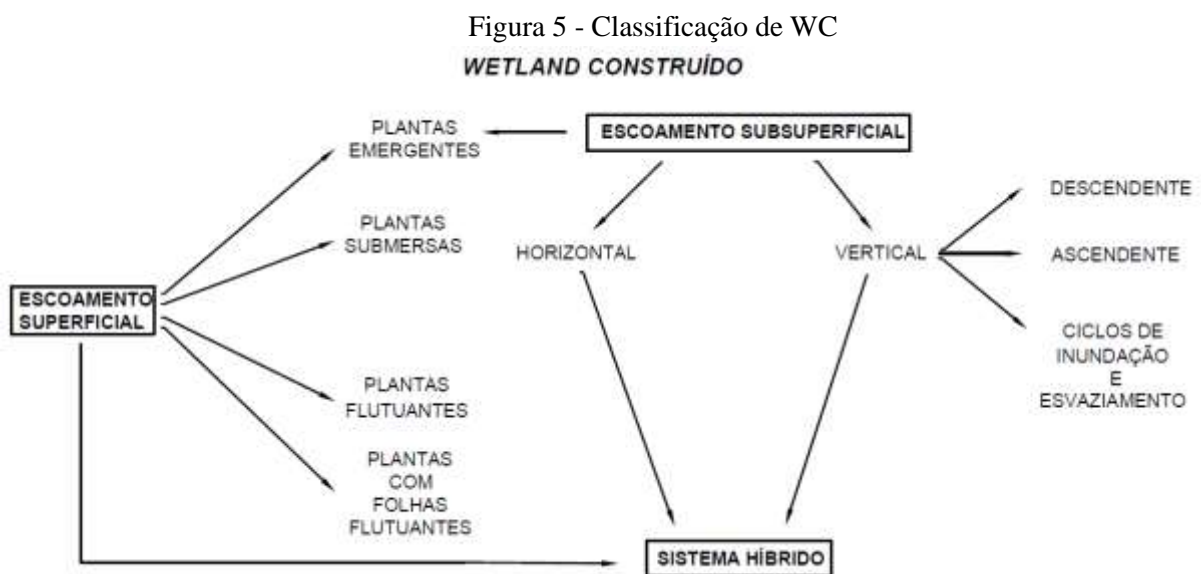 Figura 5 - Classificação de WC
WETLAND CONSTRUÍDO
PLANTAS
EMERGENTES
ESCOAMENTO SUBSUPERFICIAL
PLANTAS
SUBMERSAS
HORIZONTAL
VERTICAL
DESCENDENTE
ASCENDENTE
CICLOS DE
INUNDAÇÃO
E
ESVAZIAMENTO
ESCOAMENTO
SUPERFICIAL
PLANTAS
FLUTUANTES
PLANTAS
COM
FOLHAS
FLUTUANTES
SISTEMA HÍBRIDO